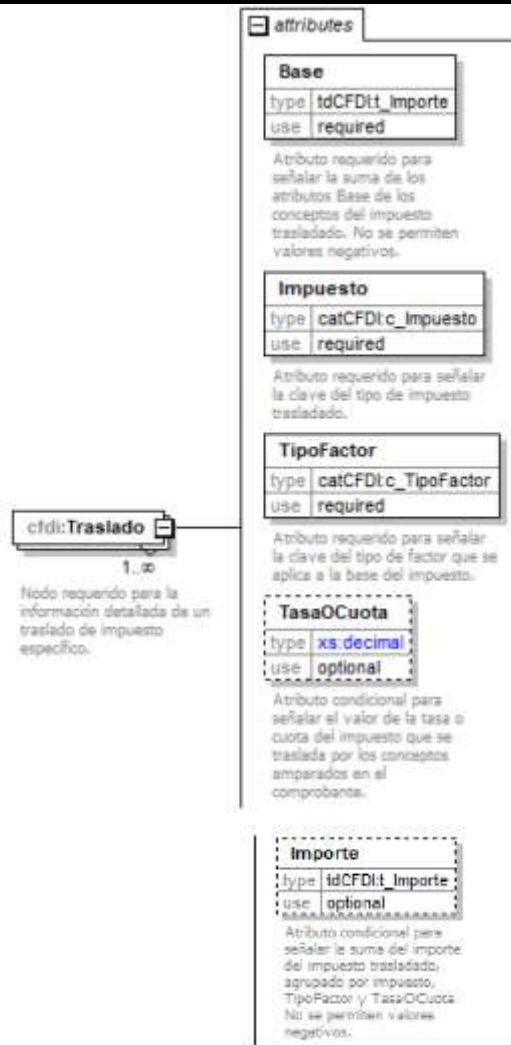 attributes
Base
type tdCFDI:t_Importe
use required
Atributo requerido para
señalar la suma de los
atributos Base de los
conceptos del impuesto
trasladado. No se permiten
valores negativos.
Impuesto
type catCFDI:c_Impuesto
use required
Atributo requerido para señalar
la clave del tipo de impuesto
trasladado.
TipoFactor
type catCFDI:c_TipoFactor
use required
Atributo requerido para señalar
la clave del tipo de factor que se
aplica a la base del impuesto.
cfdi:Traslado
1..∞
Nodo requerido para la
información detallada de un
traslado de impuesto
específico.
TasaOCuota
type xs:decimal
use optional
Atributo condicional para
señalar el valor de la tasa o
cuota del impuesto que se
traslada por los conceptos
amparados en el
comprobante.
Importe
type tdCFDI:t_Importe
use optional
Atributo condicional para
señalar la suma del importe
del impuesto trasladado,
agrupado por impuesto,
TipoFactor y TasaOCuota.
No se permiten valores
negativos.